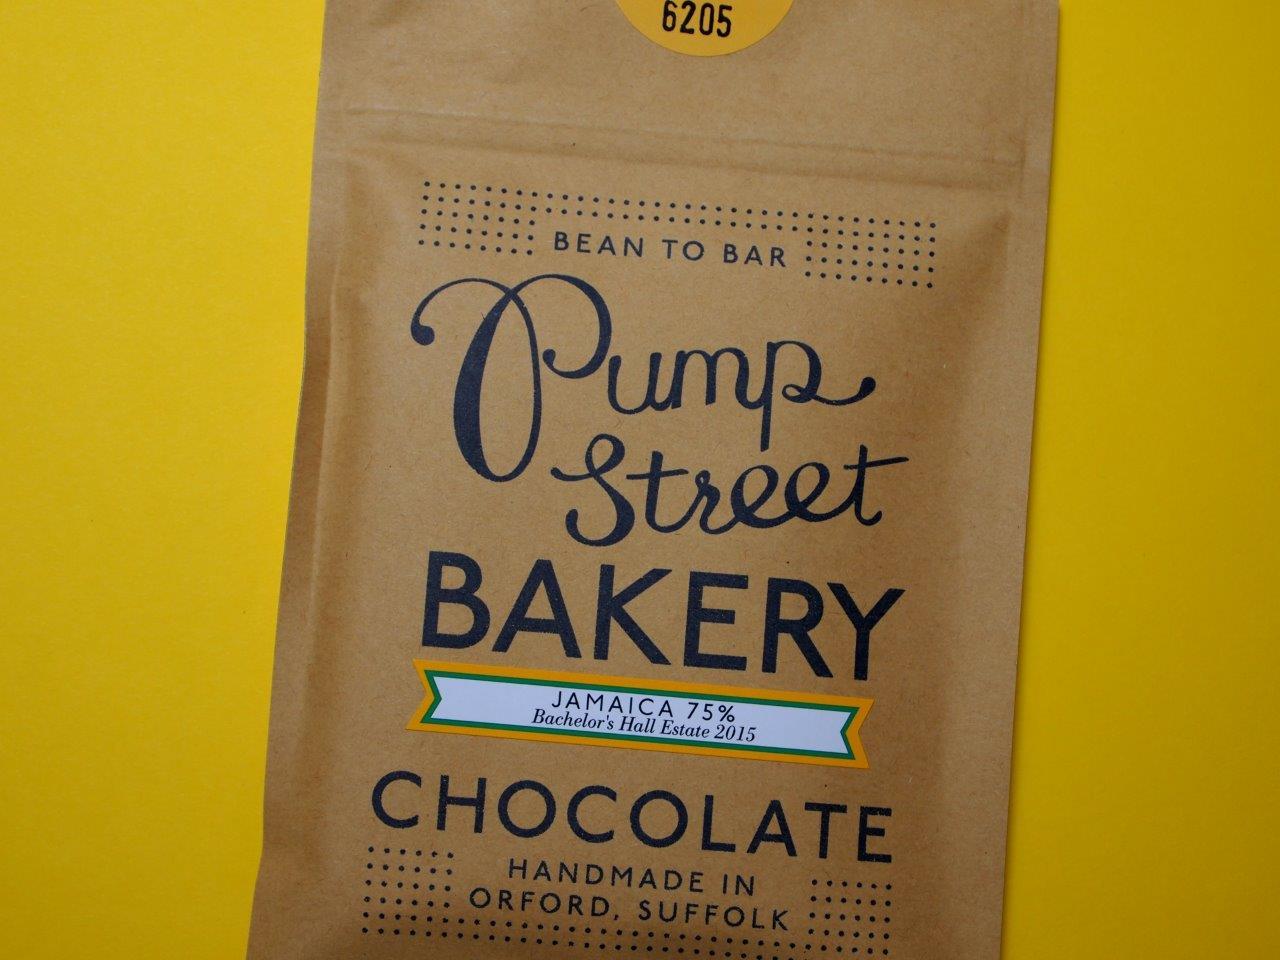 6205
BEAN TO BAR
Pump
Street
BAKERY
JAMAICA 75%
Bachelor's Hall Estate 2015
CHOCOLATE
HANDMADE IN
ORFORD, SUFFOLK